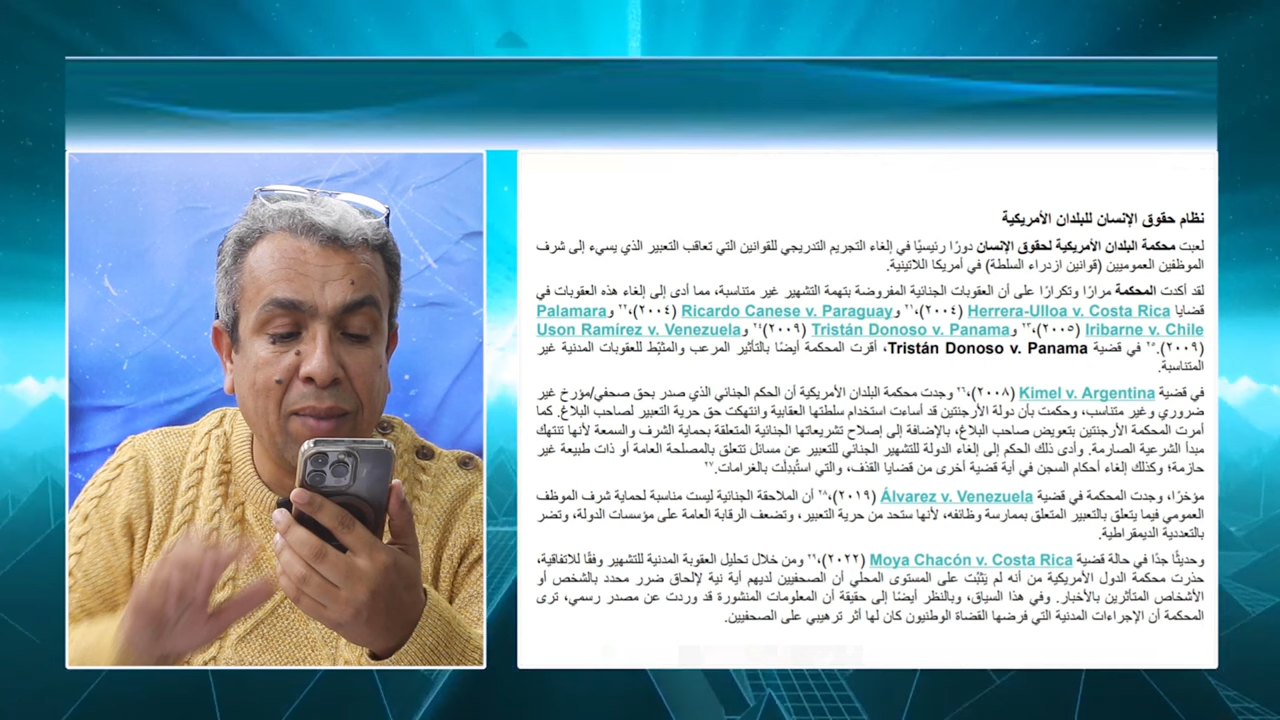 نظام حقوق الإنسان للبلدان الأمريكية
لعبت محكمة البلدان الأمريكية لحقوق الإنسان دورًا رئيسيًا في إلغاء التجريم التدريجي للقوانين التي تعاقب التعبير الذي يسيء إلى شرف
الموظفين العموميين (قوانين ازدراء السلطة) في أمريكا اللاتينية.
لقد أكدت المحكمة مرارًا وتكرارًا على أن العقوبات الجنائية المفروضة بتهمة التشهير غير متناسبة، مما أدى إلى إلغاء هذه العقوبات في
قضايا Herrera-Ulloa v. Costa Rica (٢٠٠٤)،٢١ وRicardo Canese v. Paraguay (٢٠٠٤)،٢٢ وPalamara
Iribarne v. Chile (٢٠٠٥)،٢٣ وTristán Donoso v. Panama (٢٠٠٩)٢٤ وUson Ramírez v. Venezuela
(٢٠٠٩).٢٥ في قضية Tristán Donoso v. Panama، أقرت المحكمة أيضًا بالتأثير المرعب والمثبّط للعقوبات المدنية غير
المتناسبة.
في قضية Kimel v. Argentina (٢٠٠٨)،٢٦ وجدت محكمة البلدان الأمريكية أن الحكم الجنائي الذي صدر بحق صحفي/مؤرخ غير
ضروري وغير متناسب، وحكمت بأن دولة الأرجنتين قد أساءت استخدام سلطتها العقابية وانتهكت حق حرية التعبير لصاحب البلاغ. كما
أمرت المحكمة الأرجنتين بتعويض صاحب البلاغ، بالإضافة إلى إصلاح تشريعاتها الجنائية المتعلقة بحماية الشرف والسمعة لأنها تنتهك
مبدأ الشرعية الصارمة. وأدى ذلك الحكم إلى إلغاء الدولة للتشهير الجنائي للتعبير عن مسائل تتعلق بالمصلحة العامة أو ذات طبيعة غير
حازمة؛ وكذلك إلغاء أحكام السجن في أية قضية أخرى من قضايا القذف، والتي استُبدِلَت بالغرامات.٢٧
مؤخرًا، وجدت المحكمة في قضية Álvarez v. Venezuela (٢٠١٩)،٢٨ أن الملاحقة الجنائية ليست مناسبة لحماية شرف الموظف
العمومي فيما يتعلق بالتعبير المتعلق بممارسة وظائفه، لأنها ستحد من حرية التعبير، وتضعف الرقابة العامة على مؤسسات الدولة، وتضر
بالتعددية الديمقراطية.
وحديثًا جدًا في حالة قضية Moya Chacón v. Costa Rica (٢٠٢٢)،٢٩ ومن خلال تحليل العقوبة المدنية للتشهير وفقًا للاتفاقية،
حذرت محكمة الدول الأمريكية من أنه لم يَثبُت على المستوى المحلي أن الصحفيين لديهم أية نية لإلحاق ضرر محدد بالشخص أو
الأشخاص المتأثرين بالأخبار. وفي هذا السياق، وبالنظر أيضًا إلى حقيقة أن المعلومات المنشورة قد وردت عن مصدر رسمي، ترى
المحكمة أن الإجراءات المدنية التي فرضها القضاة الوطنيون كان لها أثر ترهيبي على الصحفيين.